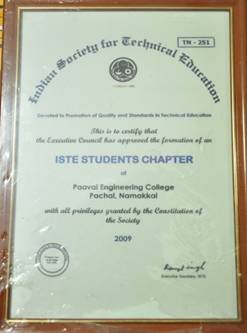 TN - 251
Indian Society for Technical Education
Devoted to Promotion of Quality and Standards in Technical Education
This is to certify that
the Executive Council has approved the formation of an
ISTE STUDENTS CHAPTER
at
Paavai Engineering College
Pachal, Namakkal
with all privileges granted by the Constitution of
the Society
2009
Executive Secretary, ISTE